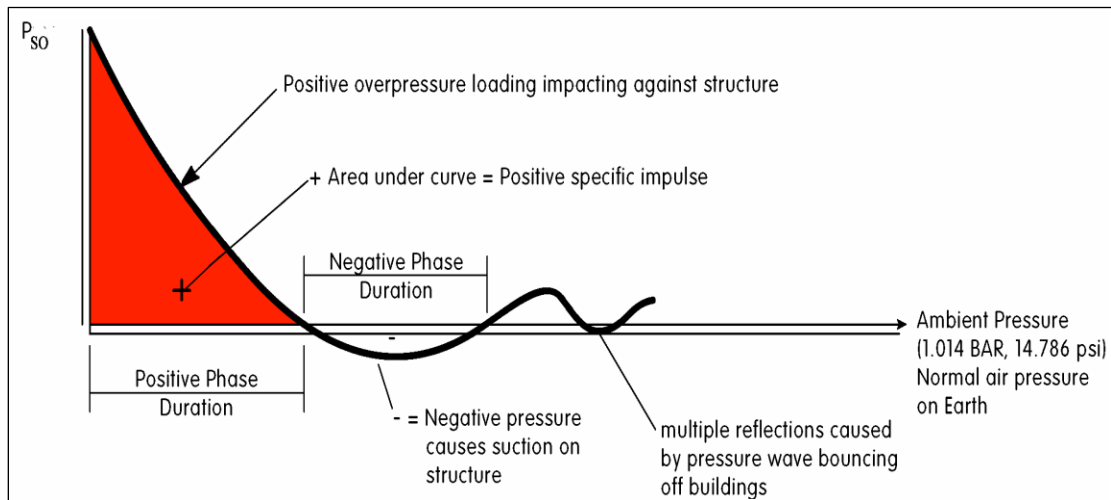 PSO
Positive overpressure loading impacting against structure
+ Area under curve = Positive specific impulse
+
Negative Phase
Duration
-
Positive Phase
Duration
- = Negative pressure
causes suction on
structure
multiple reflections caused
by pressure wave bouncing
off buildings
Ambient Pressure
(1.014 BAR, 14.786 psi)
Normal air pressure
on Earth